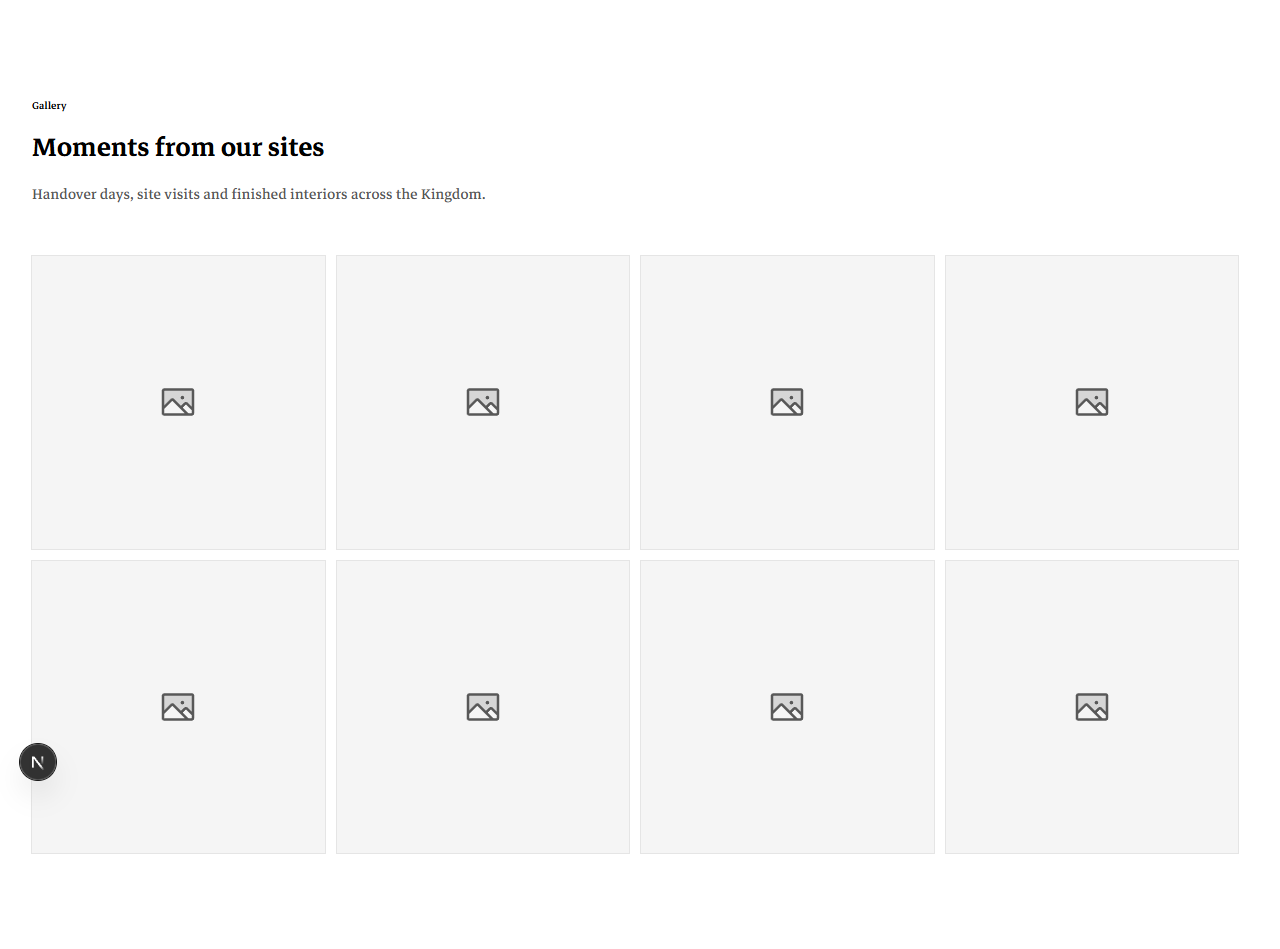 Gallery
Moments from our sites
Handover days, site visits and finished interiors across the Kingdom.
N